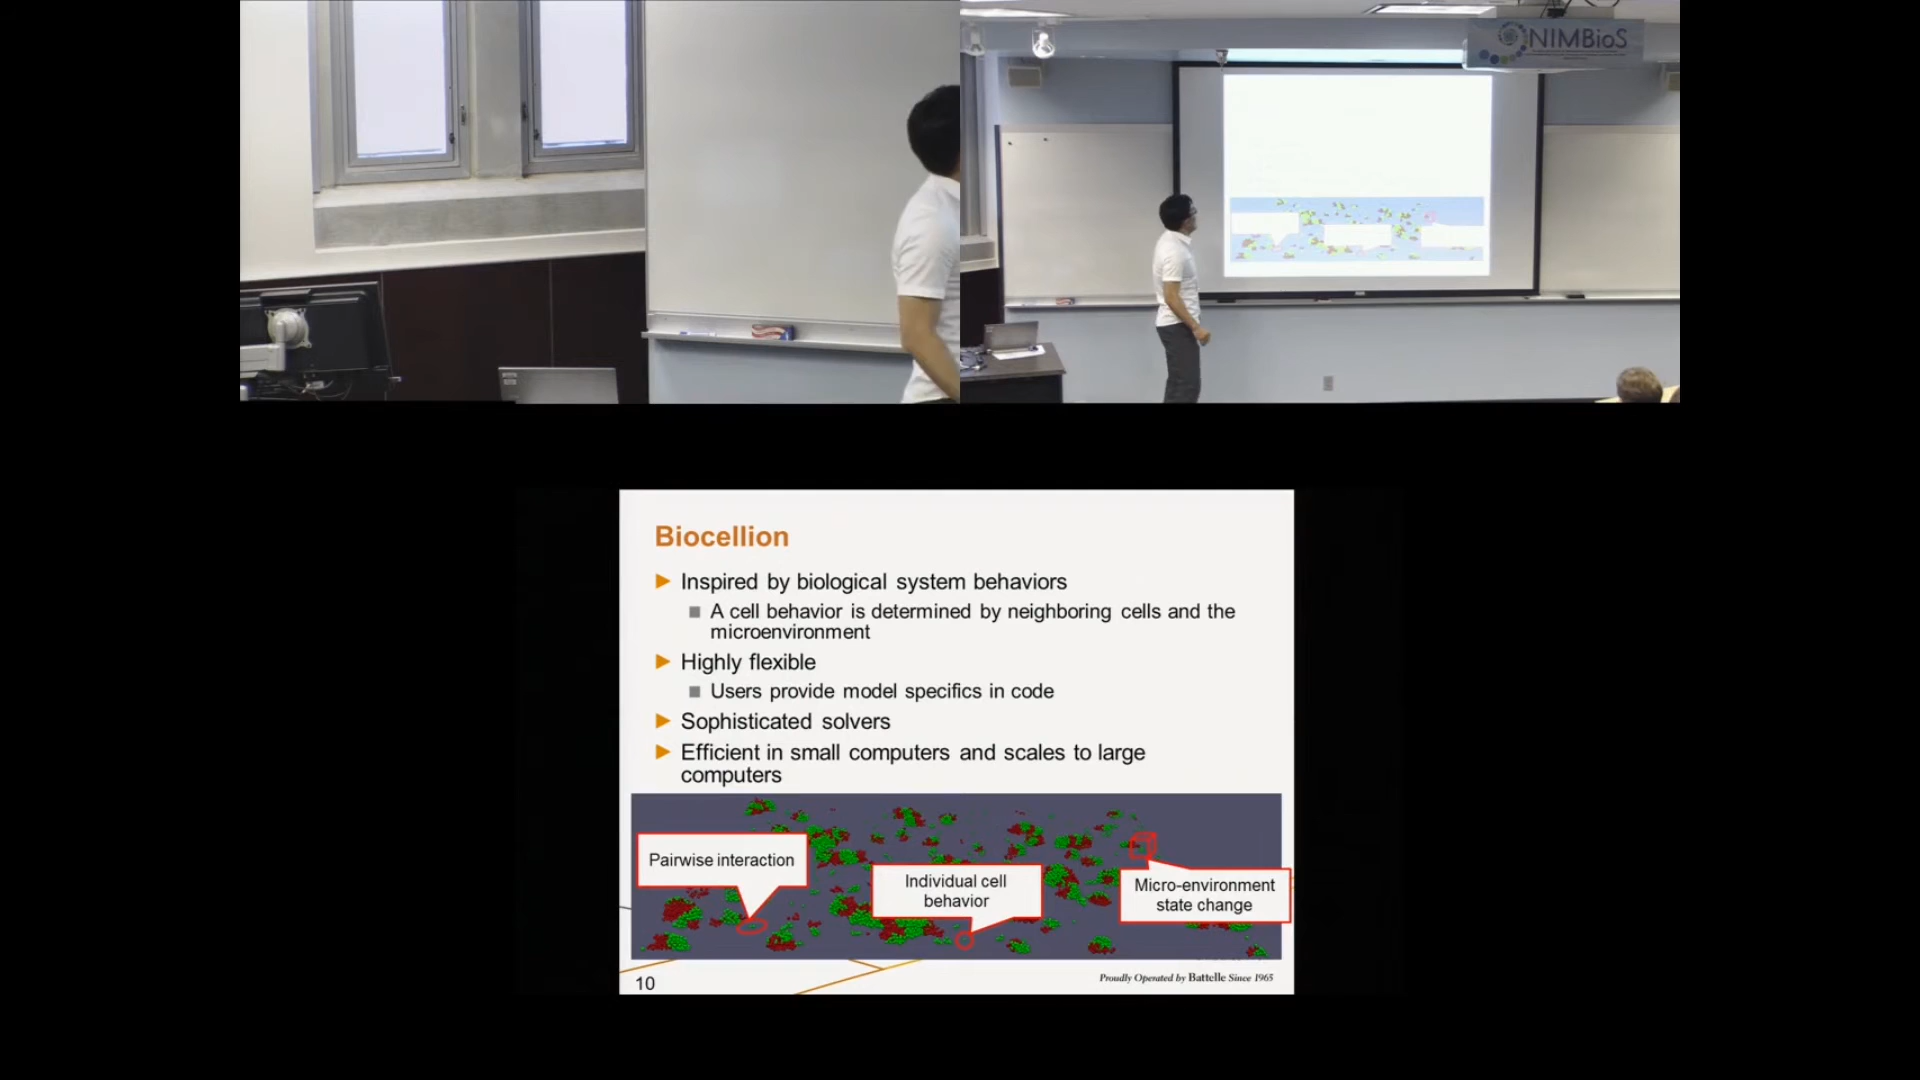 NIMBioS
Biocellion
Inspired by biological system behaviors
A cell behavior is determined by neighboring cells and the
microenvironment
Highly flexible
Users provide model specifics in code
Sophisticated solvers
Efficient in small computers and scales to large
computers
Pairwise interaction
Individual cell
behavior
Micro-environment
state change
10
Proudly Operated by Battelle Since 1965